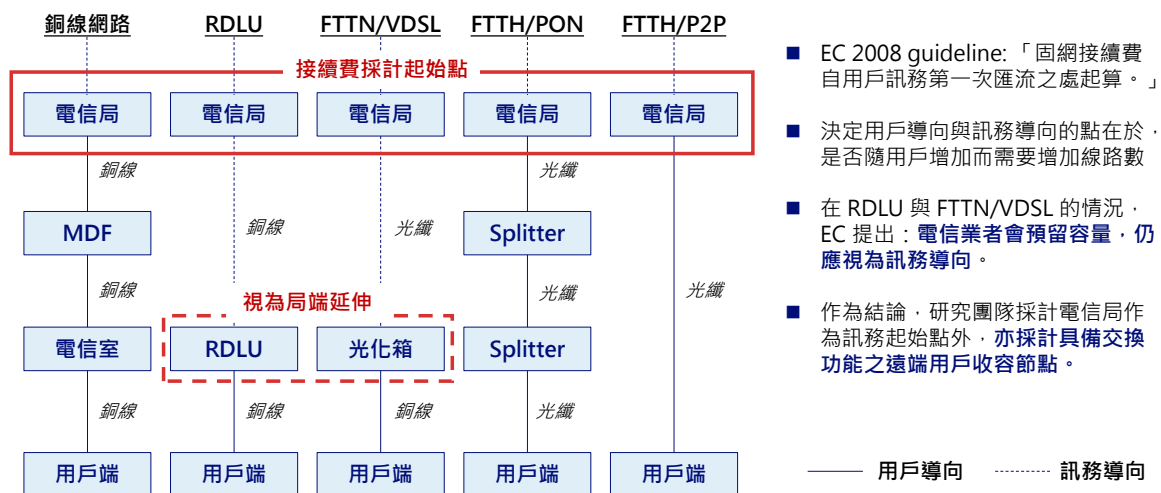 銅線網路 RDLU FTTN/VDSL FTTH/PON FTTH/P2P
接續費採計起始點
電信局 電信局 電信局 電信局 電信局
銅線 光纖
MDF 銅線 光纖 Splitter
銅線 光纖 光纖
視為局端延伸
電信室 RDLU 光化箱 Splitter
銅線 銅線 銅線 光纖
用戶端 用戶端 用戶端 用戶端 用戶端
■ EC 2008 guideline: 「固網接續費
自用戶訊務第一次匯流之處起算。」
■ 決定用戶導向與訊務導向的點在於，
是否隨用戶增加而需要增加線路數
■ 在 RDLU 與 FTTN/VDSL 的情況，
EC 提出：電信業者會預留容量，仍
應視為訊務導向。
■ 作為結論，研究團隊採計電信局作
為訊務起始點外，亦採計具備交換
功能之遠端用戶收容節點。
用戶導向 訊務導向